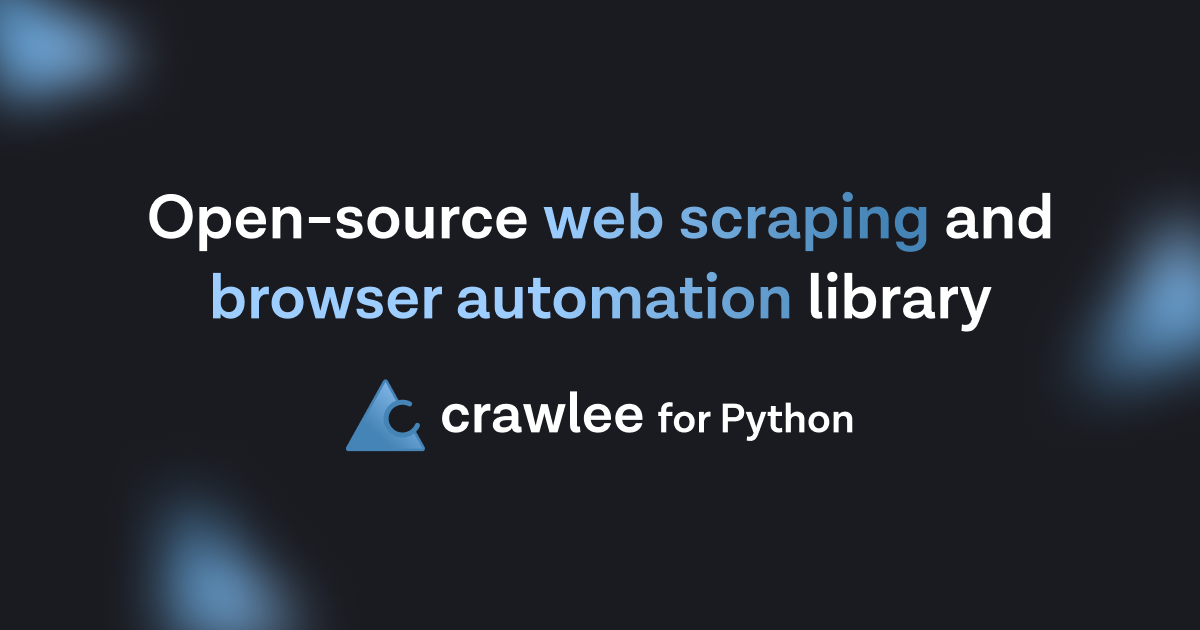 Open-source web scraping and
browser automation library
crawlee for Python